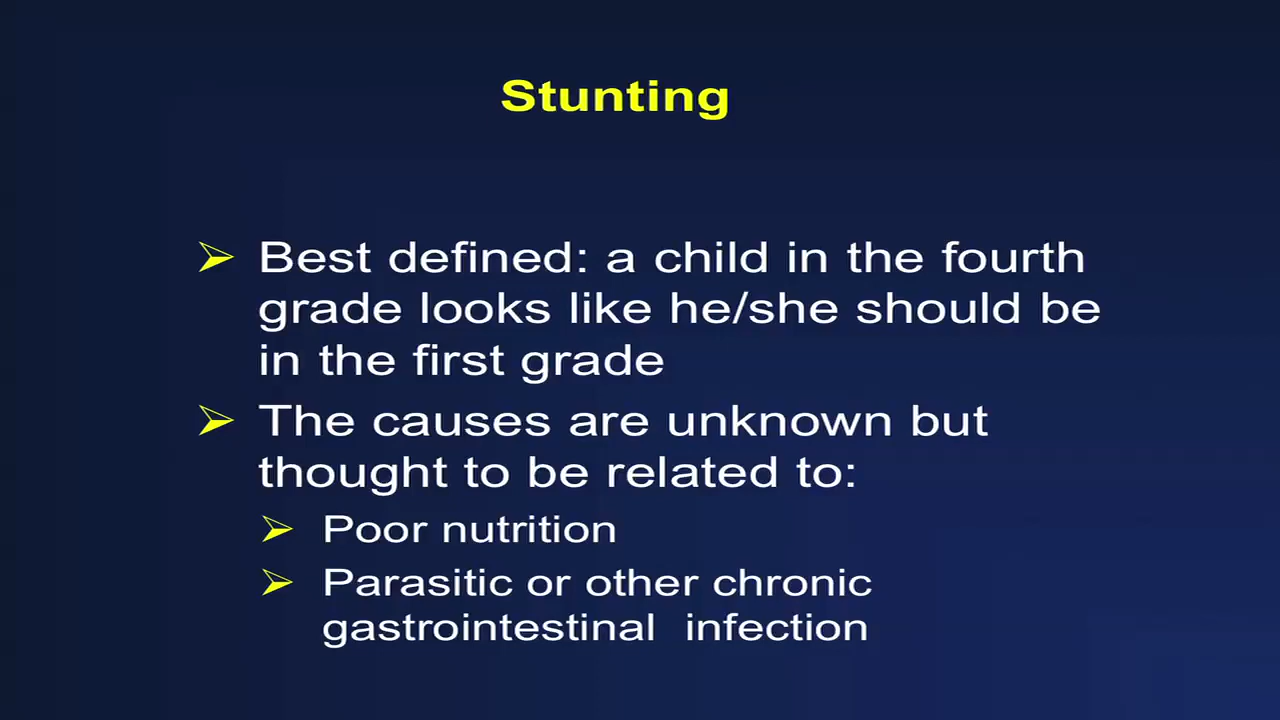 Stunting
Best defined: a child in the fourth
grade looks like he/she should be
in the first grade
The causes are unknown but
thought to be related to:
Poor nutrition
Parasitic or other chronic
gastrointestinal  infection